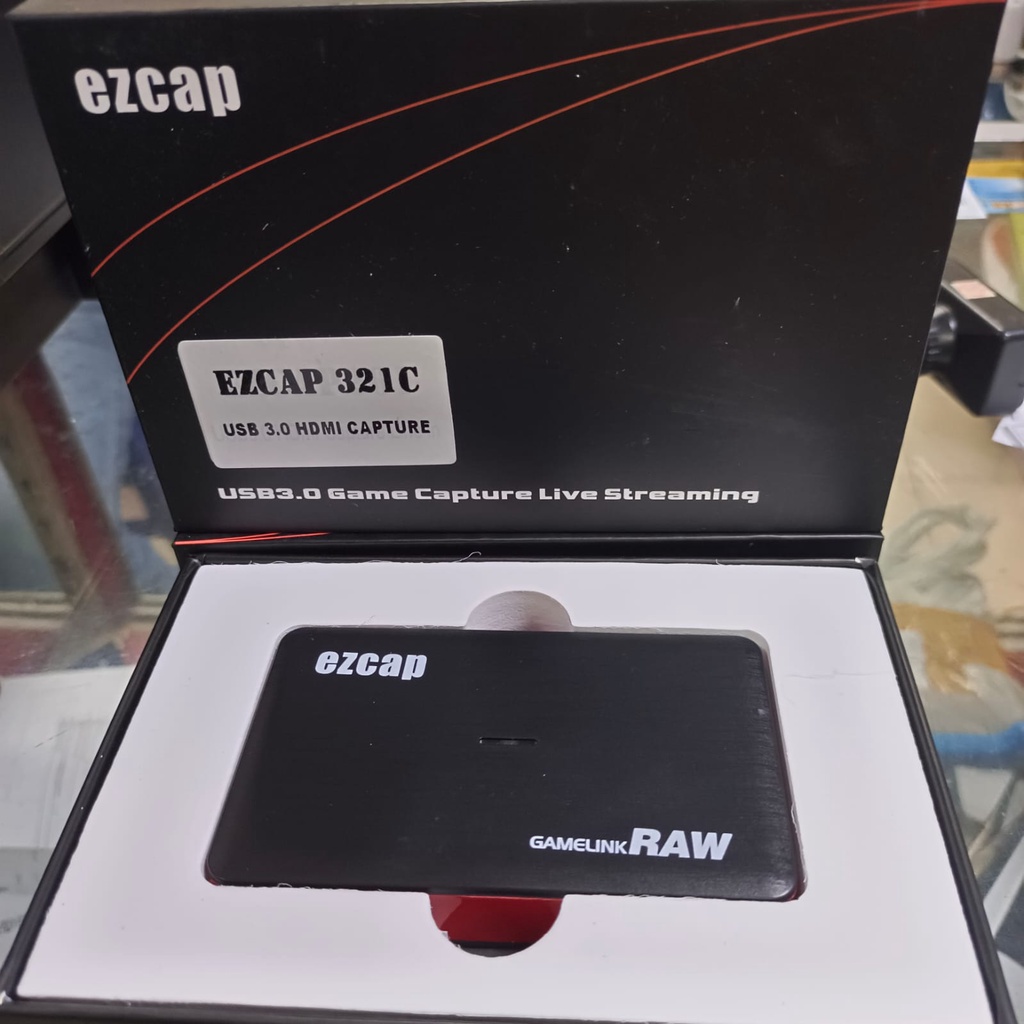 ezcap
EZCAP 321C
USB 3.0 HDMI CAPTURE
USB3.0 Game Capture Live Streaming
ezcap
GAMELINK RAW